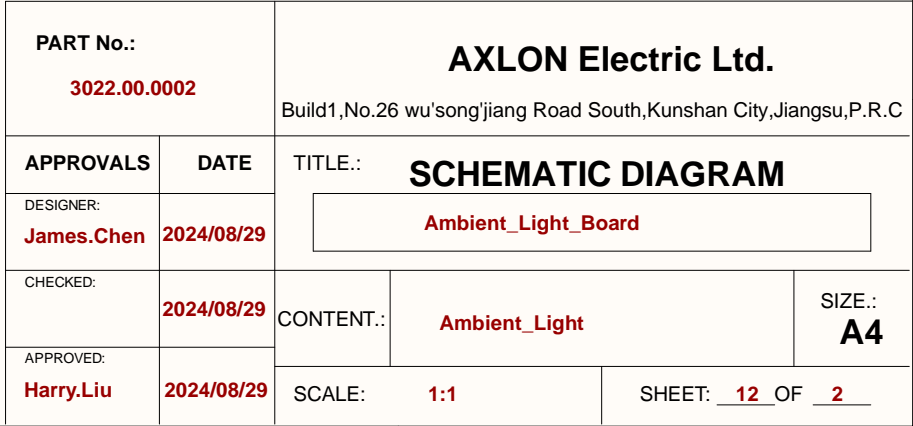 PART No.:
3022.00.0002
AXLON Electric Ltd.
Build1,No.26 wu'song'jiang Road South,Kunshan City,Jiangsu,P.R.C
APPROVALS DATE
TITLE.: SCHEMATIC DIAGRAM
Ambient_Light_Board
DESIGNER:
James.Chen 2024/08/29
CHECKED:
2024/08/29
CONTENT.: Ambient_Light
SIZE.:
A4
APPROVED:
Harry.Liu 2024/08/29
SCALE: 1:1
SHEET: 12 OF 2